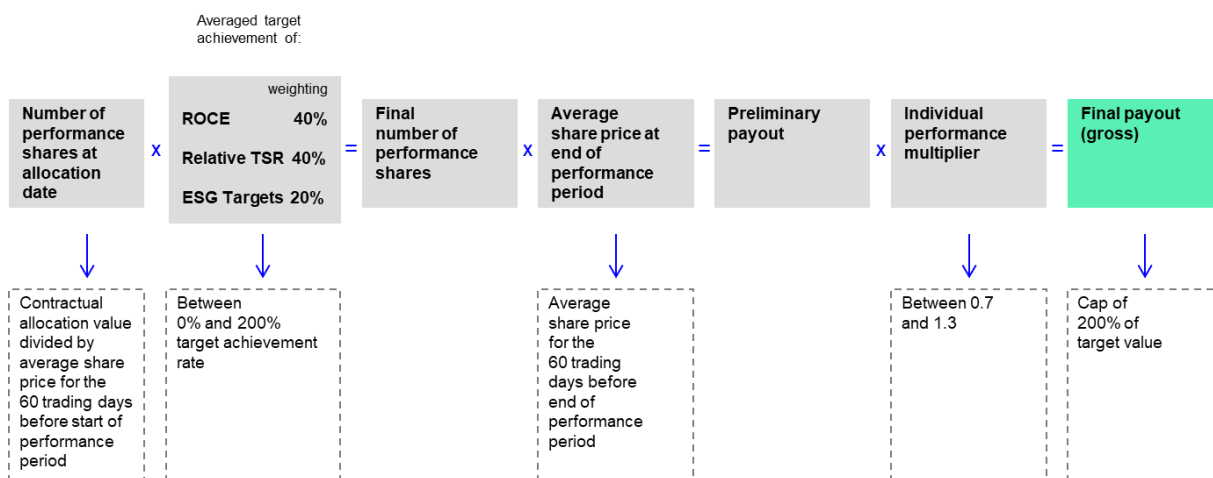 Averaged target
achievement of:
Number of
performance
shares at
allocation
date
x
weighting
ROCE 40%
Relative TSR 40%
ESG Targets 20%
=
Final
number of
performance
shares
x
Average
share price at
end of
performance
period
=
Preliminary
payout
x
Individual
performance
multiplier
=
Final payout
(gross)
Contractual
allocation value
divided by
average share
price for the
60 trading days
before start of
performance
period
Between
0% and 200%
target achievement
rate
Average
share price
for the
60 trading
days before
end of
performance
period
Between 0.7
and 1.3
Cap of
200% of
target value